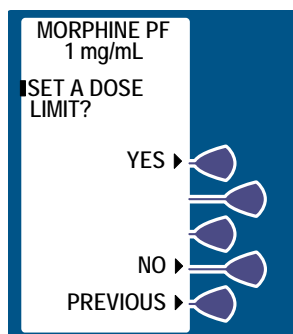 MORPHINE PF
1 mg/mL
SET A DOSE
LIMIT?
YES
NO
PREVIOUS